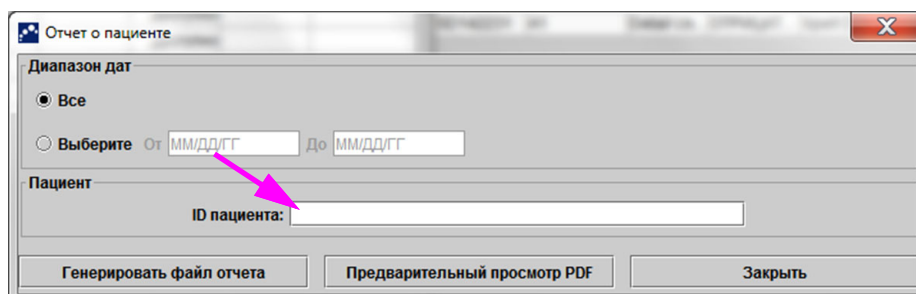 Отчет о пациенте
Диапазон дат
Все
Выберите От ММ/ДД/ГГ До ММ/ДД/ГГ
Пациент
ID пациента:
Генерировать файл отчета Предварительный просмотр PDF Закрыть